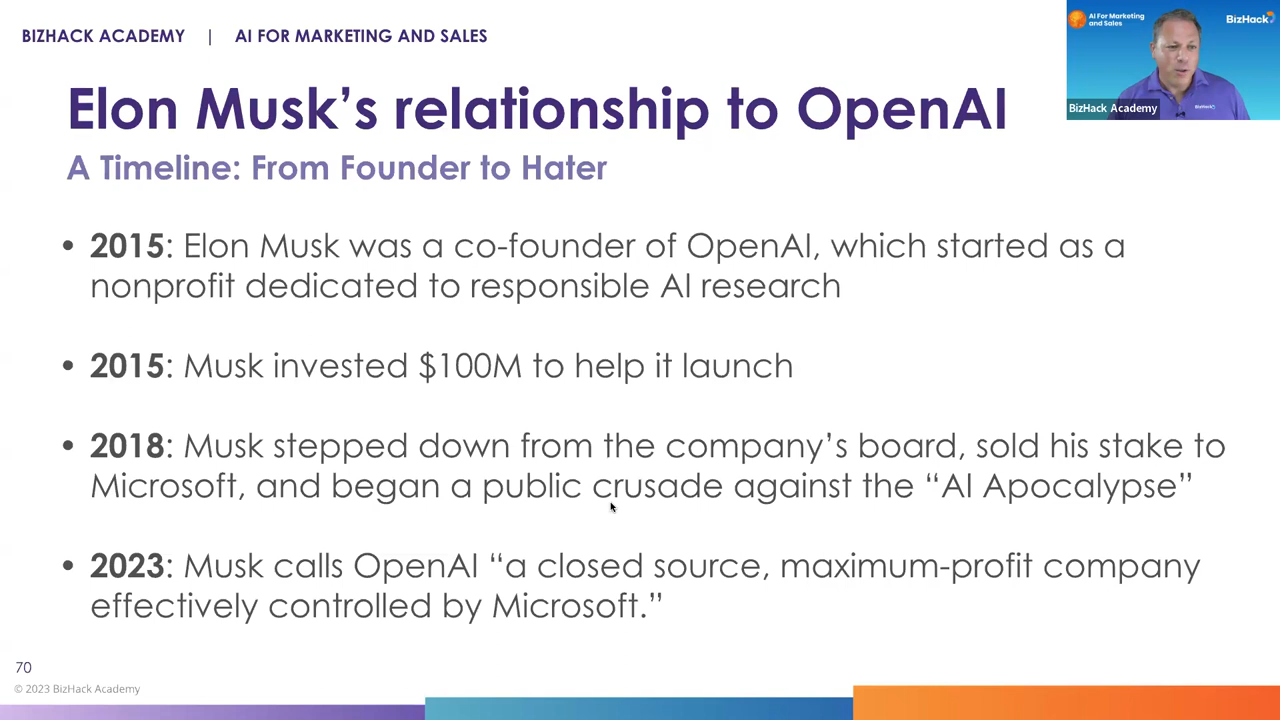 BIZHACK ACADEMY | AI FOR MARKETING AND SALES
AI For Marketing
and Sales
BizHack
BizHack
BizHack Academy
Elon Musk’s relationship to OpenAI
A Timeline: From Founder to Hater
• 2015: Elon Musk was a co-founder of OpenAI, which started as a
nonprofit dedicated to responsible AI research
• 2015: Musk invested $100M to help it launch
• 2018: Musk stepped down from the company’s board, sold his stake to
Microsoft, and began a public crusade against the “AI Apocalypse”
• 2023: Musk calls OpenAI “a closed source, maximum-profit company
effectively controlled by Microsoft.”
70
© 2023 BizHack Academy